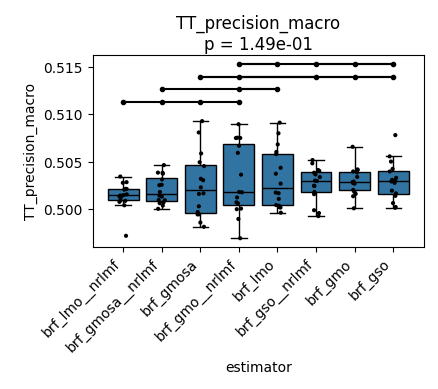 TT_precision_macro
p = 1.49e-01
TT_precision_macro
0.515
0.510
0.505
0.500
brf_lmo__nrlmf
brf_gmosa__nrlmf
brf_gmosa
brf_gmo__nrlmf
brf_lmo
brf_gso__nrlmf
brf_gmo
brf_gso
estimator